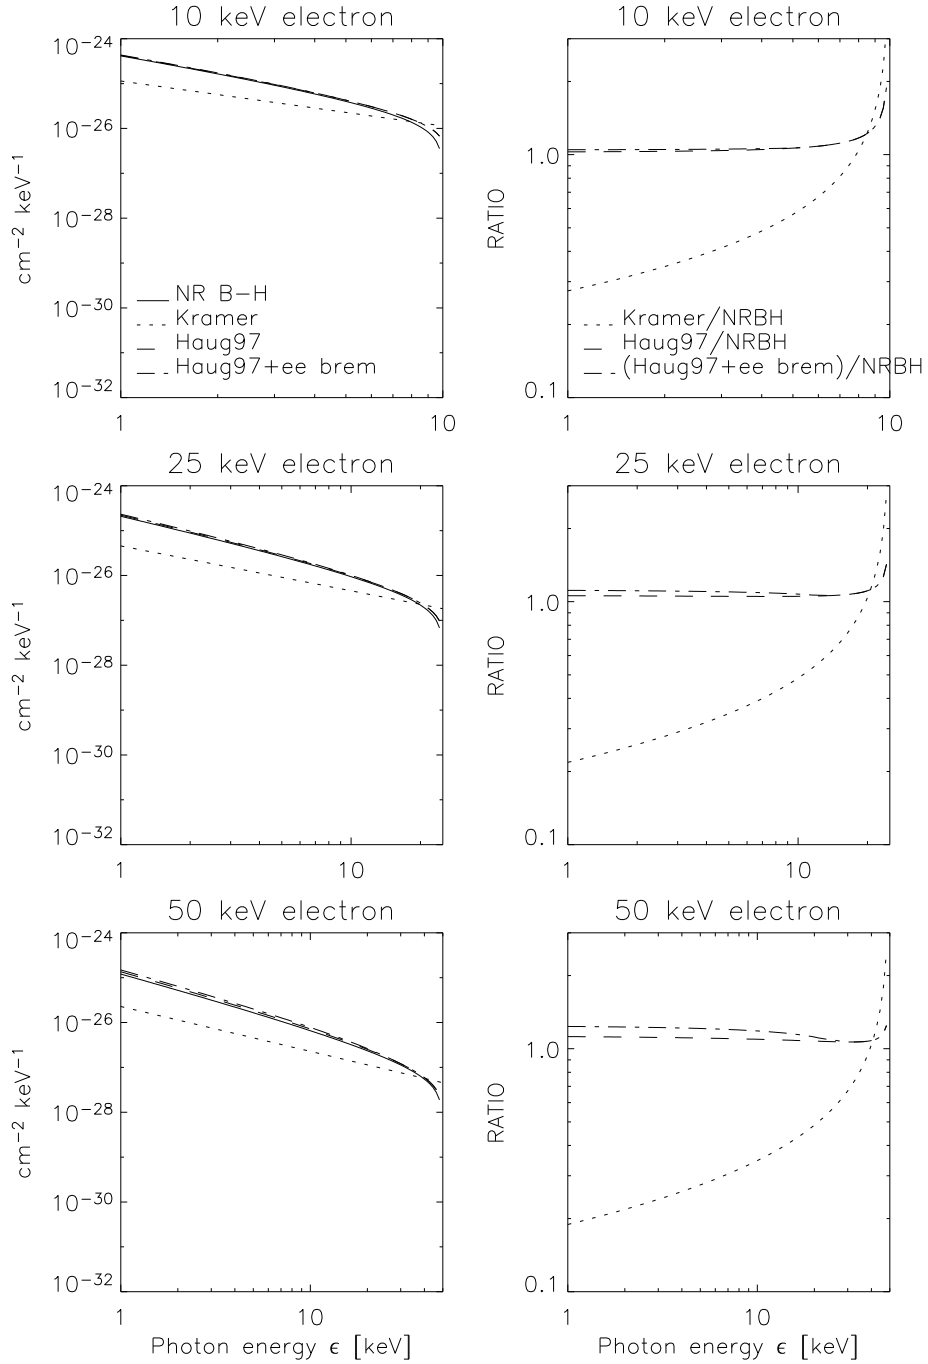 10 keV electron
10⁻²⁴
10⁻²⁶
10⁻²⁸
10⁻³⁰
10⁻³²
cm⁻² keV⁻¹
NR B−H
Kramer
Haug97
Haug97+ee brem
1
10
10 keV electron
1.0
0.1
RATIO
Kramer/NRBH
Haug97/NRBH
(Haug97+ee brem)/NRBH
1
10
25 keV electron
10⁻²⁴
10⁻²⁶
10⁻²⁸
10⁻³⁰
10⁻³²
cm⁻² keV⁻¹
1
10
25 keV electron
1.0
0.1
RATIO
1
10
50 keV electron
10⁻²⁴
10⁻²⁶
10⁻²⁸
10⁻³⁰
10⁻³²
cm⁻² keV⁻¹
1
10
Photon energy ϵ [keV]
50 keV electron
1.0
0.1
RATIO
1
10
Photon energy ϵ [keV]